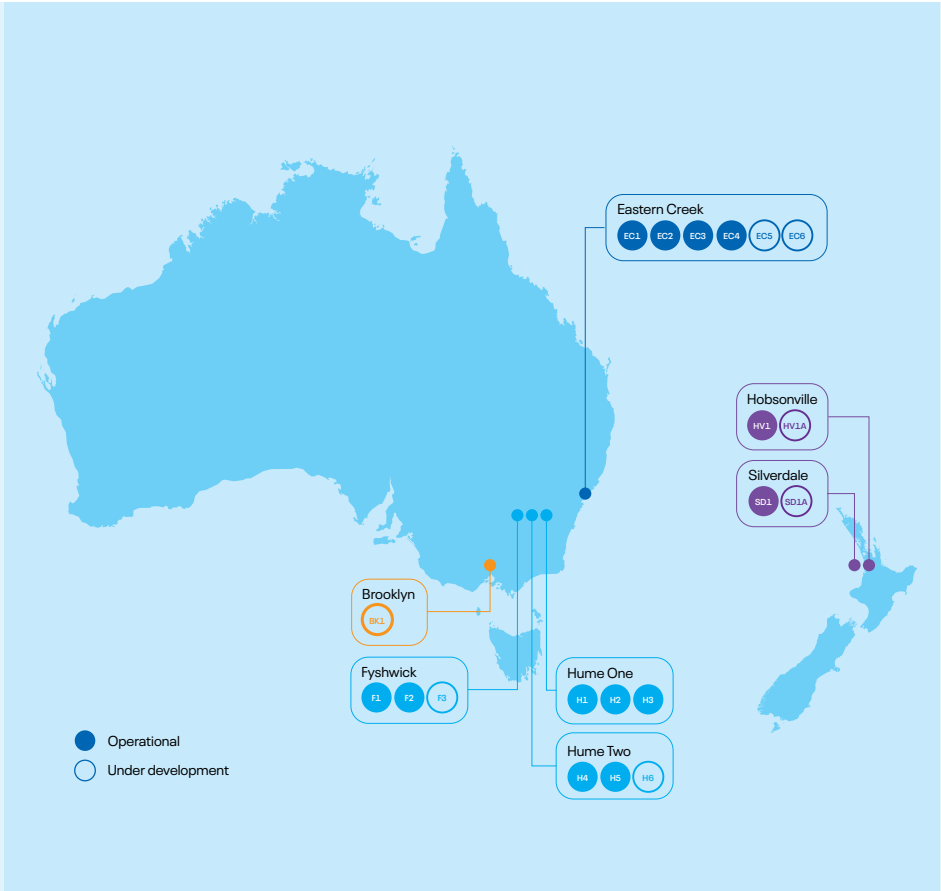 Eastern Creek
EC1 EC2 EC3 EC4 EC5 EC6
Hobsonville
HV1 HV1A
Silverdale
SD1 SD1A
Brooklyn
BK1
Fyshwick
F1 F2 F3
Hume One
H1 H2 H3
Hume Two
H4 H5 H6
Operational
Under development